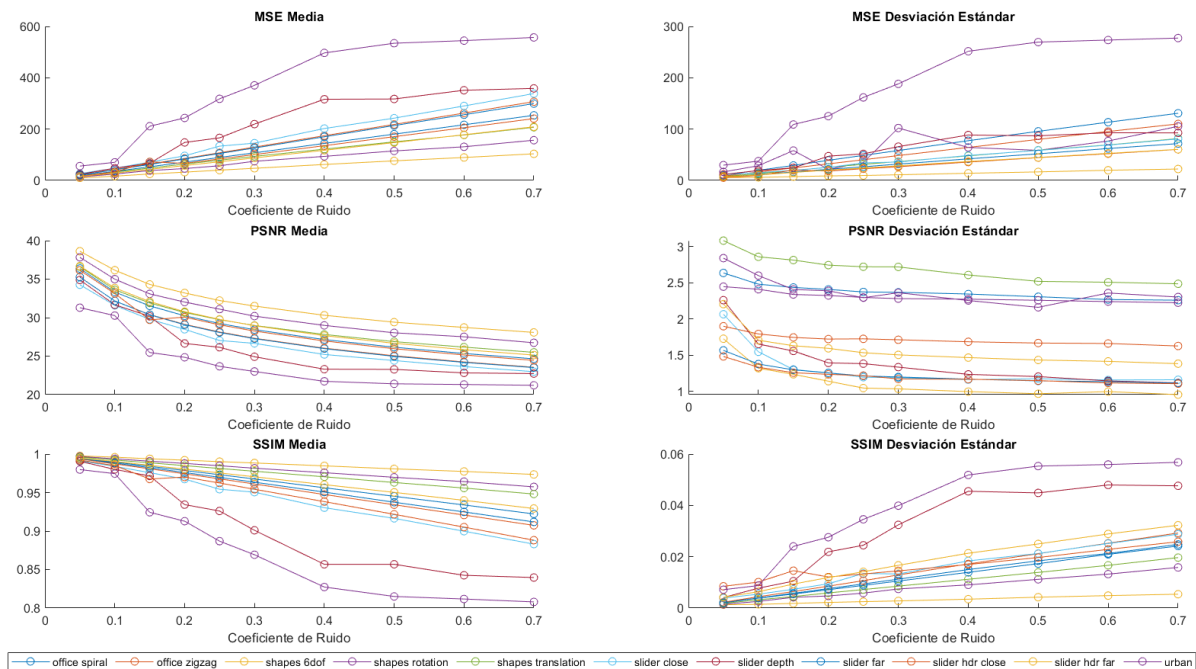 MSE Media
600
400
200
0
0 0.1 0.2 0.3 0.4 0.5 0.6 0.7
Coeficiente de Ruido
MSE Desviación Estándar
300
200
100
0
0 0.1 0.2 0.3 0.4 0.5 0.6 0.7
Coeficiente de Ruido
PSNR Media
40
35
30
25
20
0 0.1 0.2 0.3 0.4 0.5 0.6 0.7
Coeficiente de Ruido
PSNR Desviación Estándar
3
2.5
2
1.5
1
0 0.1 0.2 0.3 0.4 0.5 0.6 0.7
Coeficiente de Ruido
SSIM Media
1
0.95
0.9
0.85
0.8
0 0.1 0.2 0.3 0.4 0.5 0.6 0.7
Coeficiente de Ruido
SSIM Desviación Estándar
0.06
0.04
0.02
0
0 0.1 0.2 0.3 0.4 0.5 0.6 0.7
Coeficiente de Ruido
office spiral office zigzag shapes 6dof shapes rotation shapes translation slider close slider depth slider far slider hdr close slider hdr far urban